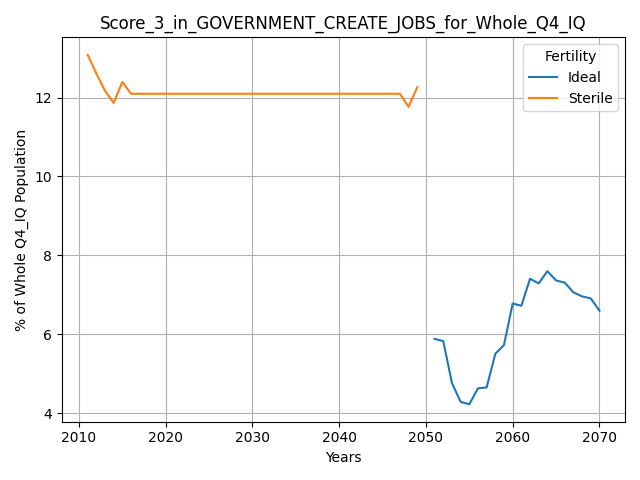 Score_3_in_GOVERNMENT_CREATE_JOBS_for_Whole_Q4_IQ
Fertility
Ideal
Sterile
% of Whole Q4_IQ Population
12
10
8
6
4
2010 2020 2030 2040 2050 2060 2070
Years